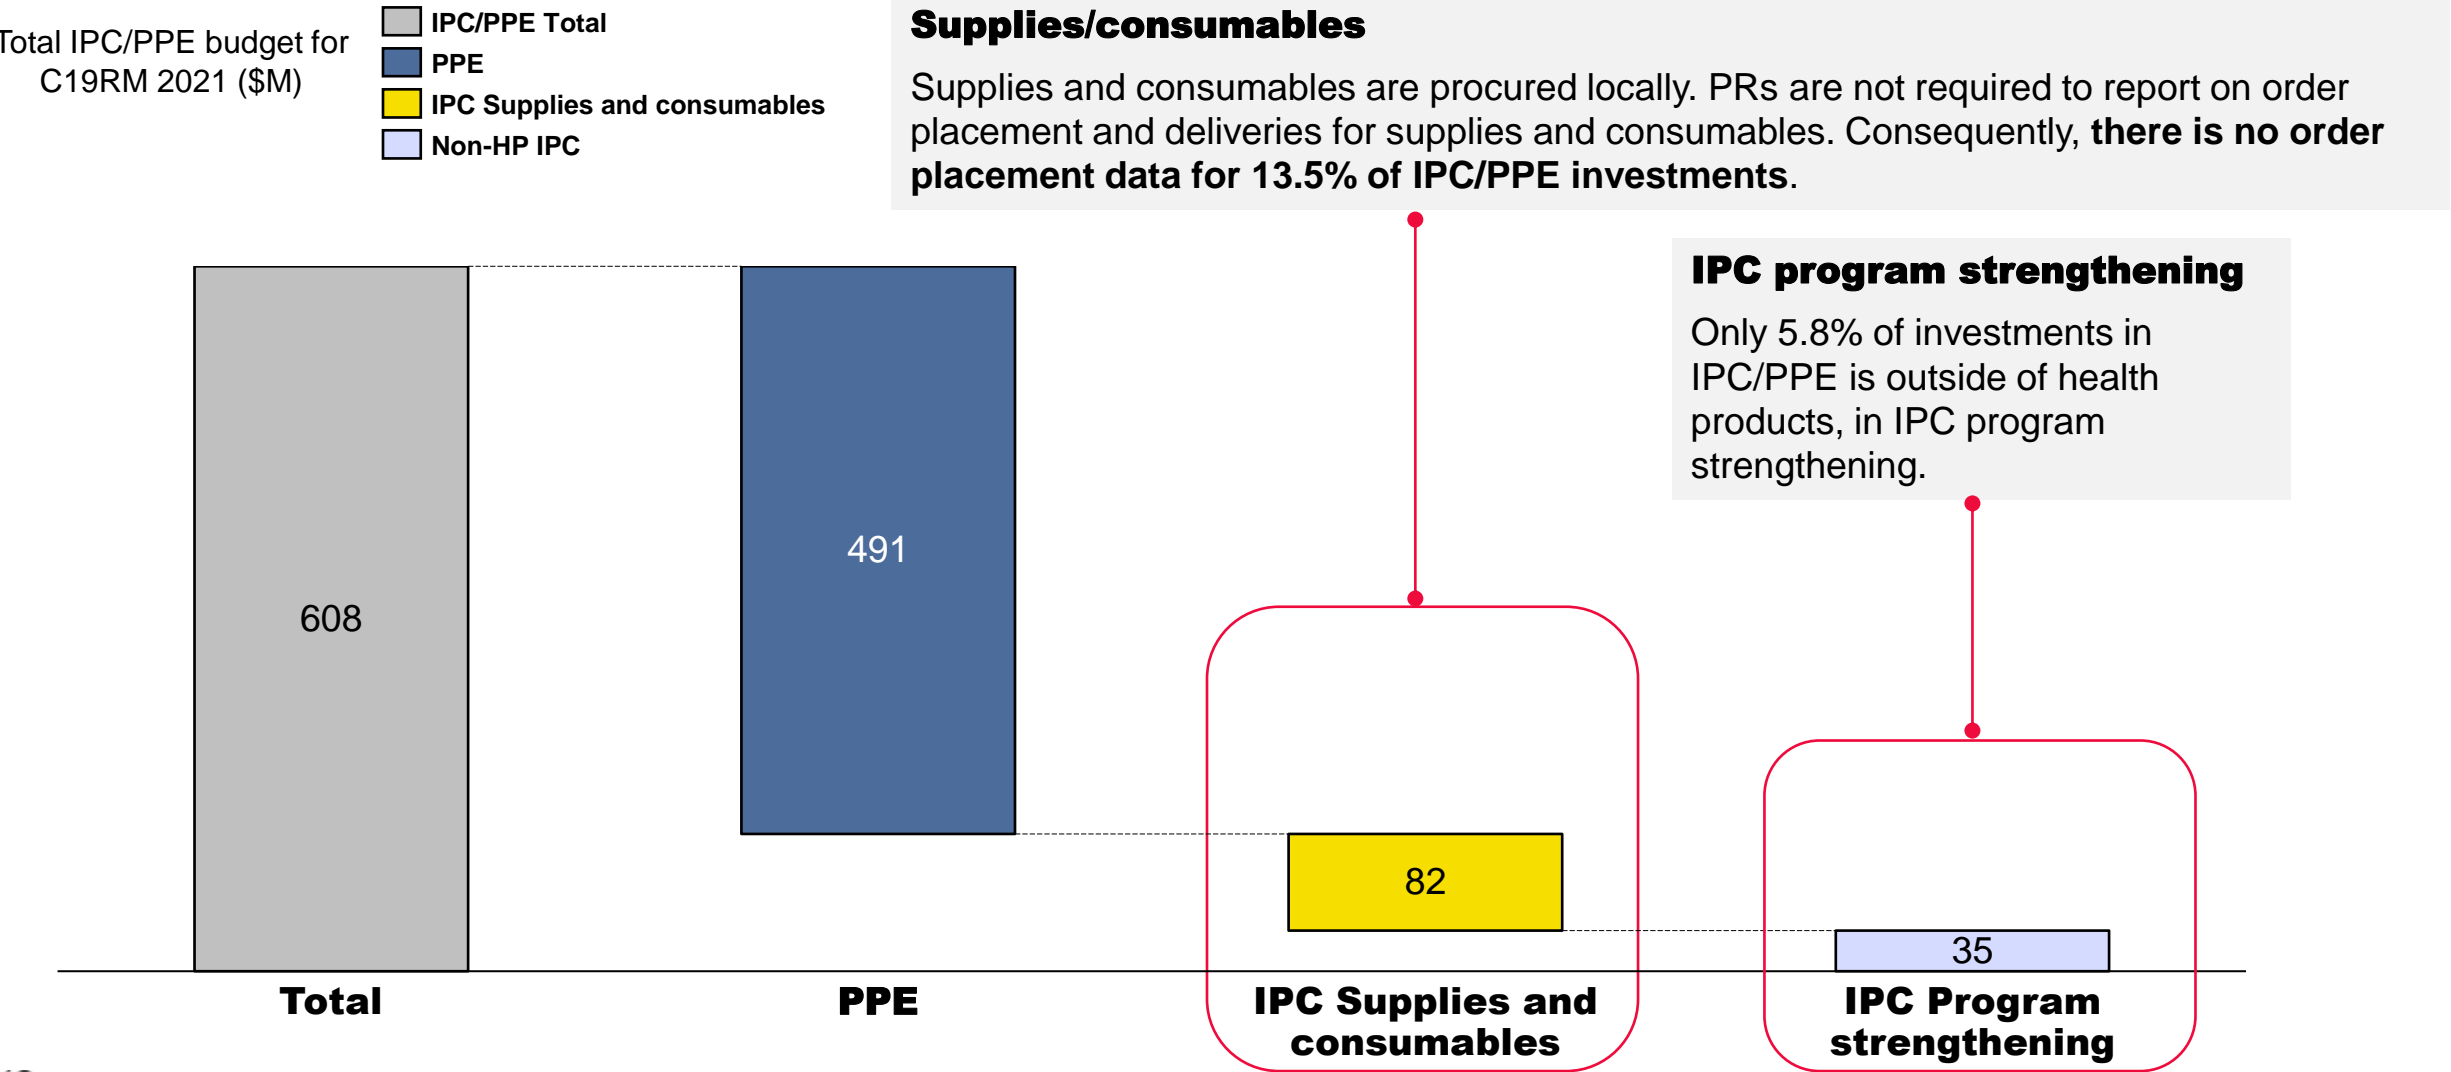 Total IPC/PPE budget for
C19RM 2021 ($M)
IPC/PPE Total
PPE
IPC Supplies and consumables
Non-HP IPC
Supplies/consumables
Supplies and consumables are procured locally. PRs are not required to report on order
placement and deliveries for supplies and consumables. Consequently, there is no order
placement data for 13.5% of IPC/PPE investments.
IPC program strengthening
Only 5.8% of investments in
IPC/PPE is outside of health
products, in IPC program
strengthening.
608
491
82
35
Total
PPE
IPC Supplies and
consumables
IPC Program
strengthening